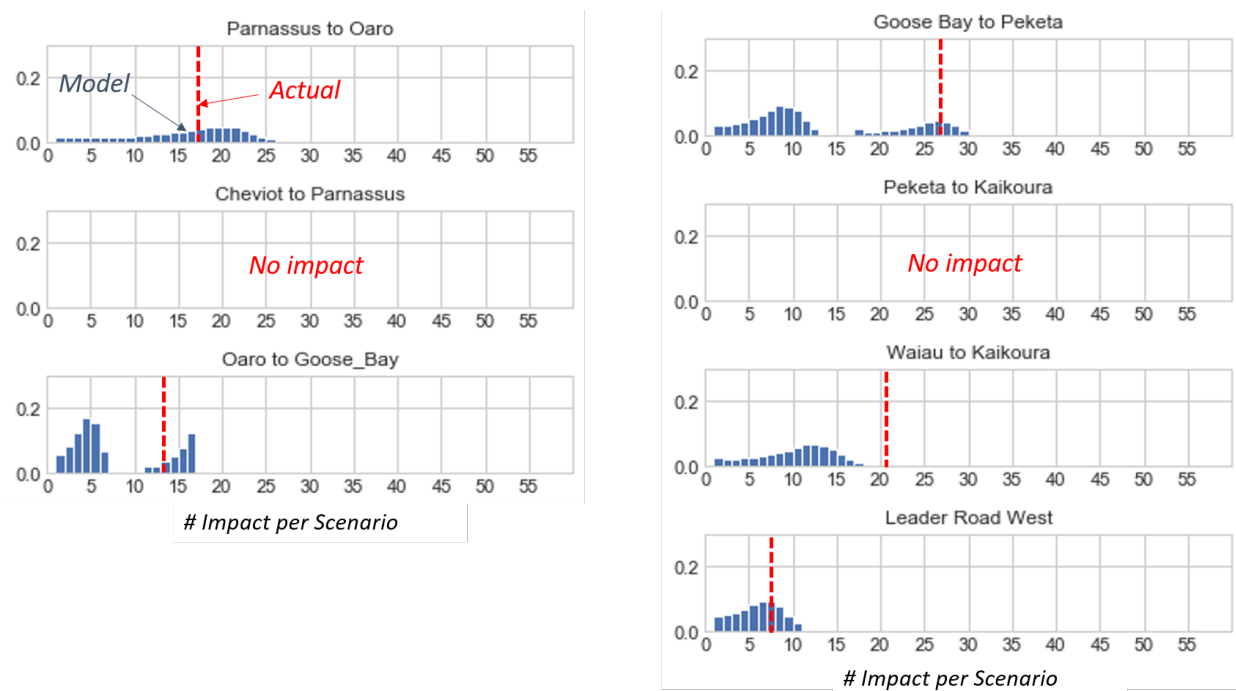 Parnassus to Oaro
0.2
Model
Actual
0.0
0 5 10 15 20 25 30 35 40 45 50 55
Cheviot to Parnassus
0.2
No impact
0.0
0 5 10 15 20 25 30 35 40 45 50 55
Oaro to Goose_Bay
0.2
0.0
0 5 10 15 20 25 30 35 40 45 50 55
# Impact per Scenario
Goose Bay to Peketa
0.2
0.0
0 5 10 15 20 25 30 35 40 45 50 55
Peketa to Kaikoura
0.2
No impact
0.0
0 5 10 15 20 25 30 35 40 45 50 55
Waiau to Kaikoura
0.2
0.0
0 5 10 15 20 25 30 35 40 45 50 55
Leader Road West
0.2
0.0
0 5 10 15 20 25 30 35 40 45 50 55
# Impact per Scenario